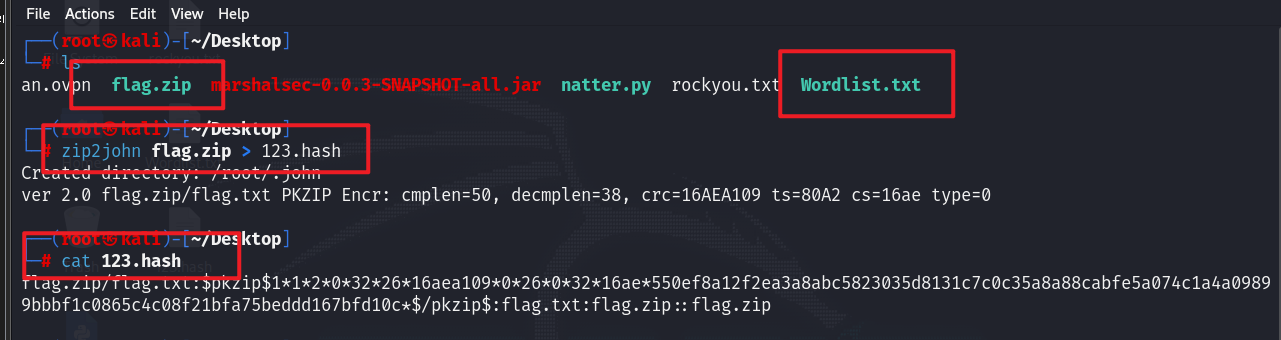 File Actions Edit View Help
┌──(root㉿kali)-[~/Desktop]
└─# ls
an.ovpn flag.zip marshalsec-0.0.3-SNAPSHOT-all.jar natter.py rockyou.txt Wordlist.txt
┌──(root㉿kali)-[~/Desktop]
└─# zip2john flag.zip > 123.hash
Created directory: /root/.john
ver 2.0 flag.zip/flag.txt PKZIP Encr: cmplen=50, decmplen=38, crc=16AEA109 ts=80A2 cs=16ae type=0
┌──(root㉿kali)-[~/Desktop]
└─# cat 123.hash
flag.zip/flag.txt:$pkzip$1*1*2*0*32*26*16aea109*0*26*0*32*16ae*550ef8a12f2ea3a8abc5823035d8131c7c0c35a8a88cabfe5a074c1a4a0989
9bbbf1c0865c4c08f21bfa75beddd167bfd10c*$/pkzip$:flag.txt:flag.zip::flag.zip